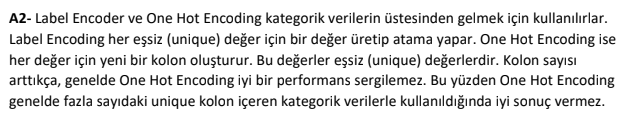 A2- Label Encoder ve One Hot Encoding kategorik verilerin üstesinden gelmek için kullanılırlar.
Label Encoding her eşsiz (unique) değer için bir değer üretip atama yapar. One Hot Encoding ise
her değer için yeni bir kolon oluşturur. Bu değerler eşsiz (unique) değerlerdir. Kolon sayısı
arttıkça, genelde One Hot Encoding iyi bir performans sergilemez. Bu yüzden One Hot Encoding
genelde fazla sayıdaki unique kolon içeren kategorik verilerle kullanıldığında iyi sonuç vermez.